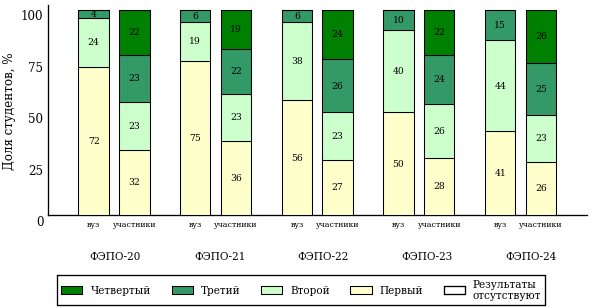 Доля студентов, %
100
75
50
25
0
4 24 72
22 23 23 32
6 19 75
19 22 23 36
6 38 56
24 26 23 27
10 40 50
22 24 26 28
15 44 41
26 25 23 26
вуз участники вуз участники вуз участники вуз участники вуз участники
ФЭПО-20 ФЭПО-21 ФЭПО-22 ФЭПО-23 ФЭПО-24
Четвертый Третий Второй Первый Результаты
отсутствуют